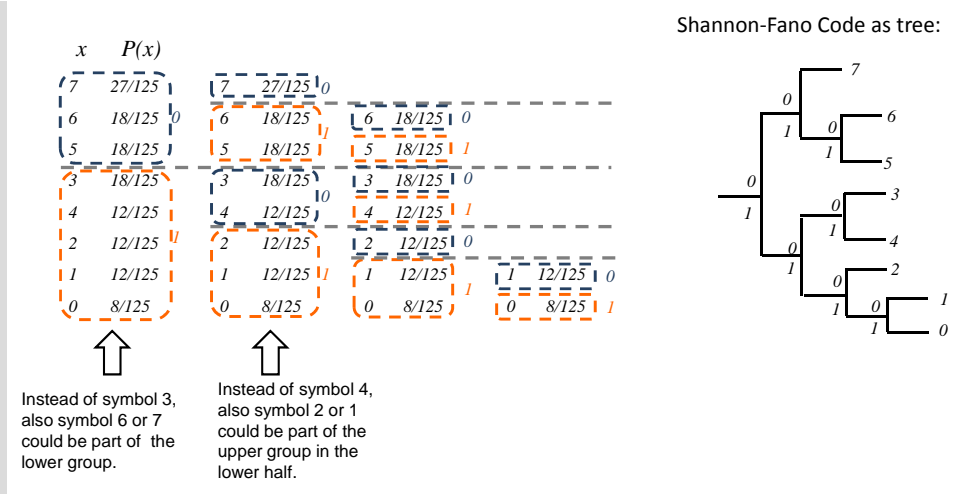 Shannon-Fano Code as tree:
x P(x)
7 27/125
6 18/125 0
5 18/125
3 18/125
4 12/125
2 12/125 1
1 12/125
0 8/125
7 27/125 0
6 18/125
1
5 18/125
3 18/125
0
4 12/125
2 12/125
1 12/125 1
0 8/125
6 18/125 0
5 18/125 1
3 18/125 0
4 12/125 1
2 12/125 0
1 12/125
1
0 8/125
1 12/125 0
0 8/125 1
Instead of symbol 3,
also symbol 6 or 7
could be part of the
lower group.
Instead of symbol 4,
also symbol 2 or 1
could be part of the
upper group in the
lower half.
7
0
6
1 0
1
5
0
3
1 0
1
4
0
1
2
0
1
0
1
1
0